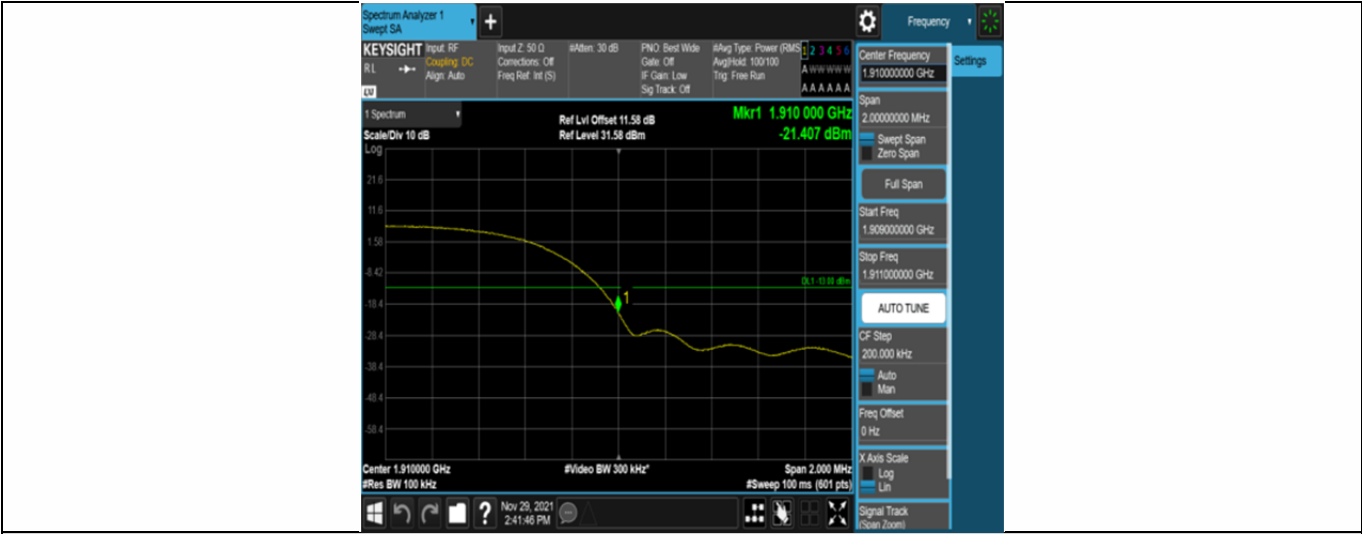 Spectrum Analyzer 1
Swept SA
+
Frequency
KEYSIGHT
Input: RF
Coupling: DC
Align: Auto
R L
LXI
Input Z: 50 Ω
Corrections: Off
Freq Ref: Int (S)
#Atten: 30 dB
PNO: Best Wide
Gate: Off
IF Gain: Low
Sig Track: Off
#Avg Type: Power (RMS
Avg|Hold: 100/100
Trig: Free Run
1 2 3 4 5 6
A W W W W W
A A A A A A
1 Spectrum
Scale/Div 10 dB
Log
Ref Lvl Offset 11.58 dB
Ref Level 31.58 dBm
Mkr1 1.910 000 GHz
-21.407 dBm
21.6
11.6
1.58
-8.42
-18.4
-28.4
-38.4
-48.4
-58.4
DL1 -13.00 dBm
1
Center 1.910000 GHz
#Res BW 100 kHz
#Video BW 300 kHz*
Span 2.000 MHz
#Sweep 100 ms (601 pts)
?
Nov 29, 2021
2:41:46 PM
Center Frequency
1.910000000 GHz
Settings
Span
2.00000000 MHz
Swept Span
Zero Span
Full Span
Start Freq
1.909000000 GHz
Stop Freq
1.911000000 GHz
AUTO TUNE
CF Step
200.000 kHz
Auto
Man
Freq Offset
0 Hz
X Axis Scale
Log
Lin
Signal Track
(Span Zoom)